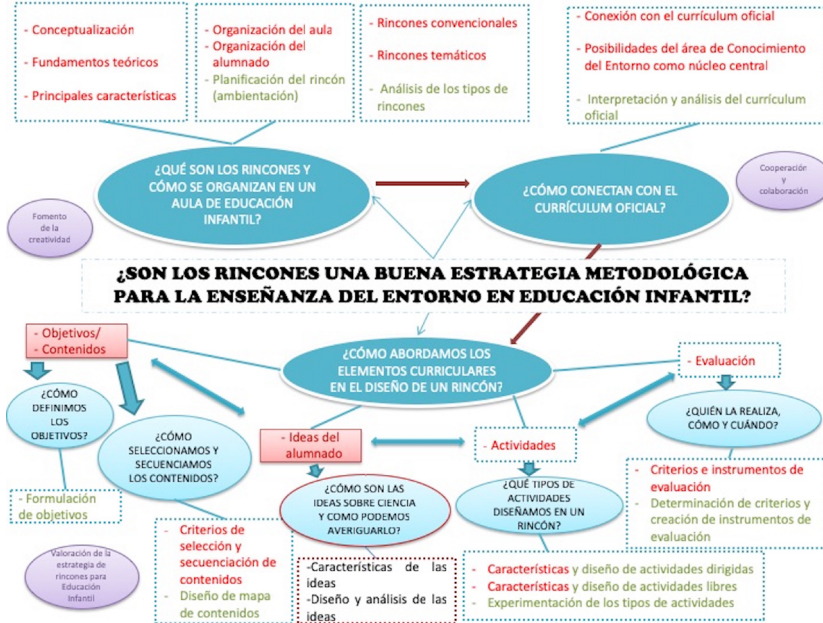 - Conceptualización
- Fundamentos teóricos
- Principales características
- Organización del aula
- Organización del
alumnado
- Planificación del rincón
(ambientación)
- Rincones convencionales
- Rincones temáticos
- Análisis de los tipos de
rincones
- Conexión con el currículum oficial
- Posibilidades del área de Conocimiento
del Entorno como núcleo central
- Interpretación y análisis del currículum
oficial
¿QUÉ SON LOS RINCONES Y
CÓMO SE ORGANIZAN EN UN
AULA DE EDUCACIÓN
INFANTIL?
¿CÓMO CONECTAN CON EL
CURRÍCULUM OFICIAL?
Cooperación
y
colaboración
Fomento
de la
creatividad
¿SON LOS RINCONES UNA BUENA ESTRATEGIA METODOLÓGICA
PARA LA ENSEÑANZA DEL ENTORNO EN EDUCACIÓN INFANTIL?
- Objetivos/
- Contenidos
¿CÓMO ABORDAMOS LOS
ELEMENTOS CURRICULARES
EN EL DISEÑO DE UN RINCÓN?
- Evaluación
¿CÓMO
DEFINIMOS
LOS
OBJETIVOS?
¿CÓMO
SELECCIONAMOS Y
SECUENCIAMOS
LOS CONTENIDOS?
- Ideas del
alumnado
- Actividades
¿QUIÉN LA REALIZA,
CÓMO Y CUÁNDO?
- Formulación
de objetivos
¿CÓMO SON LAS
IDEAS SOBRE CIENCIA
Y COMO PODEMOS
AVERIGUARLO?
¿QUÉ TIPOS DE
ACTIVIDADES
DISEÑAMOS EN UN
RINCÓN?
- Criterios e instrumentos de
evaluación
- Determinación de criterios y
creación de instrumentos de
evaluación
Valoración de la
estrategia de
rincones para
Educación
Infantil
- Criterios de
selección y
secuenciación de
contenidos
- Diseño de mapa
de contenidos
-Características de las
ideas
-Diseño y análisis de las
ideas
- Características y diseño de actividades dirigidas
- Características y diseño de actividades libres
- Experimentación de los tipos de actividades